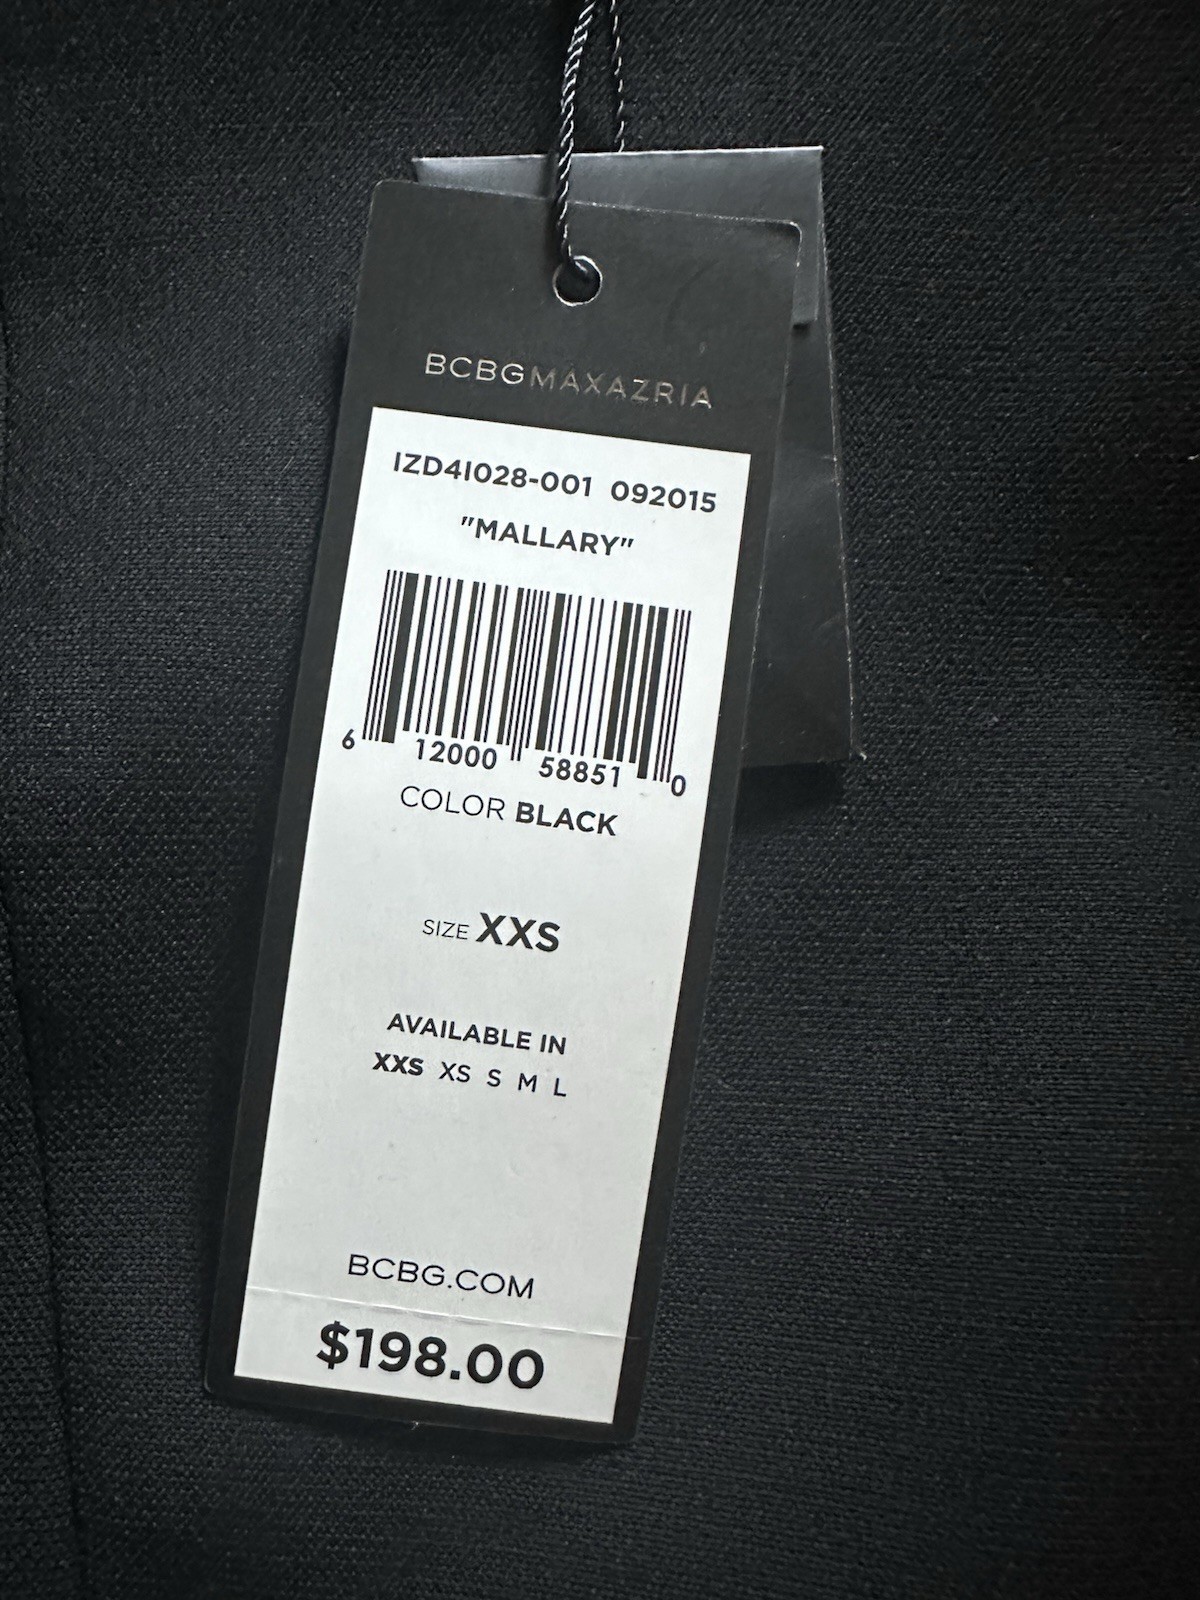 BCBGMAXAZRIA
IZD4I028-001 092015
"MALLARY"
6 12000 58851 0
COLOR BLACK
SIZE XXS
AVAILABLE IN
XXS XS S M L
BCBG.COM
$198.00